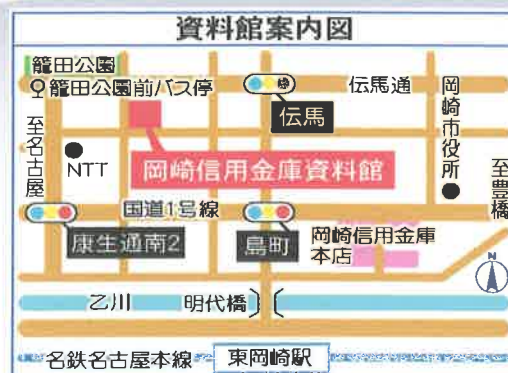 資料館案内図
籠田公園
籠田公園前バス停
伝馬通
伝馬
岡崎市役所
至名古屋
NTT
岡崎信用金庫資料館
至豊橋
国道1号線
康生通南2
島町
岡崎信用金庫
本店
N
乙川
明代橋
名鉄名古屋本線
東岡崎駅